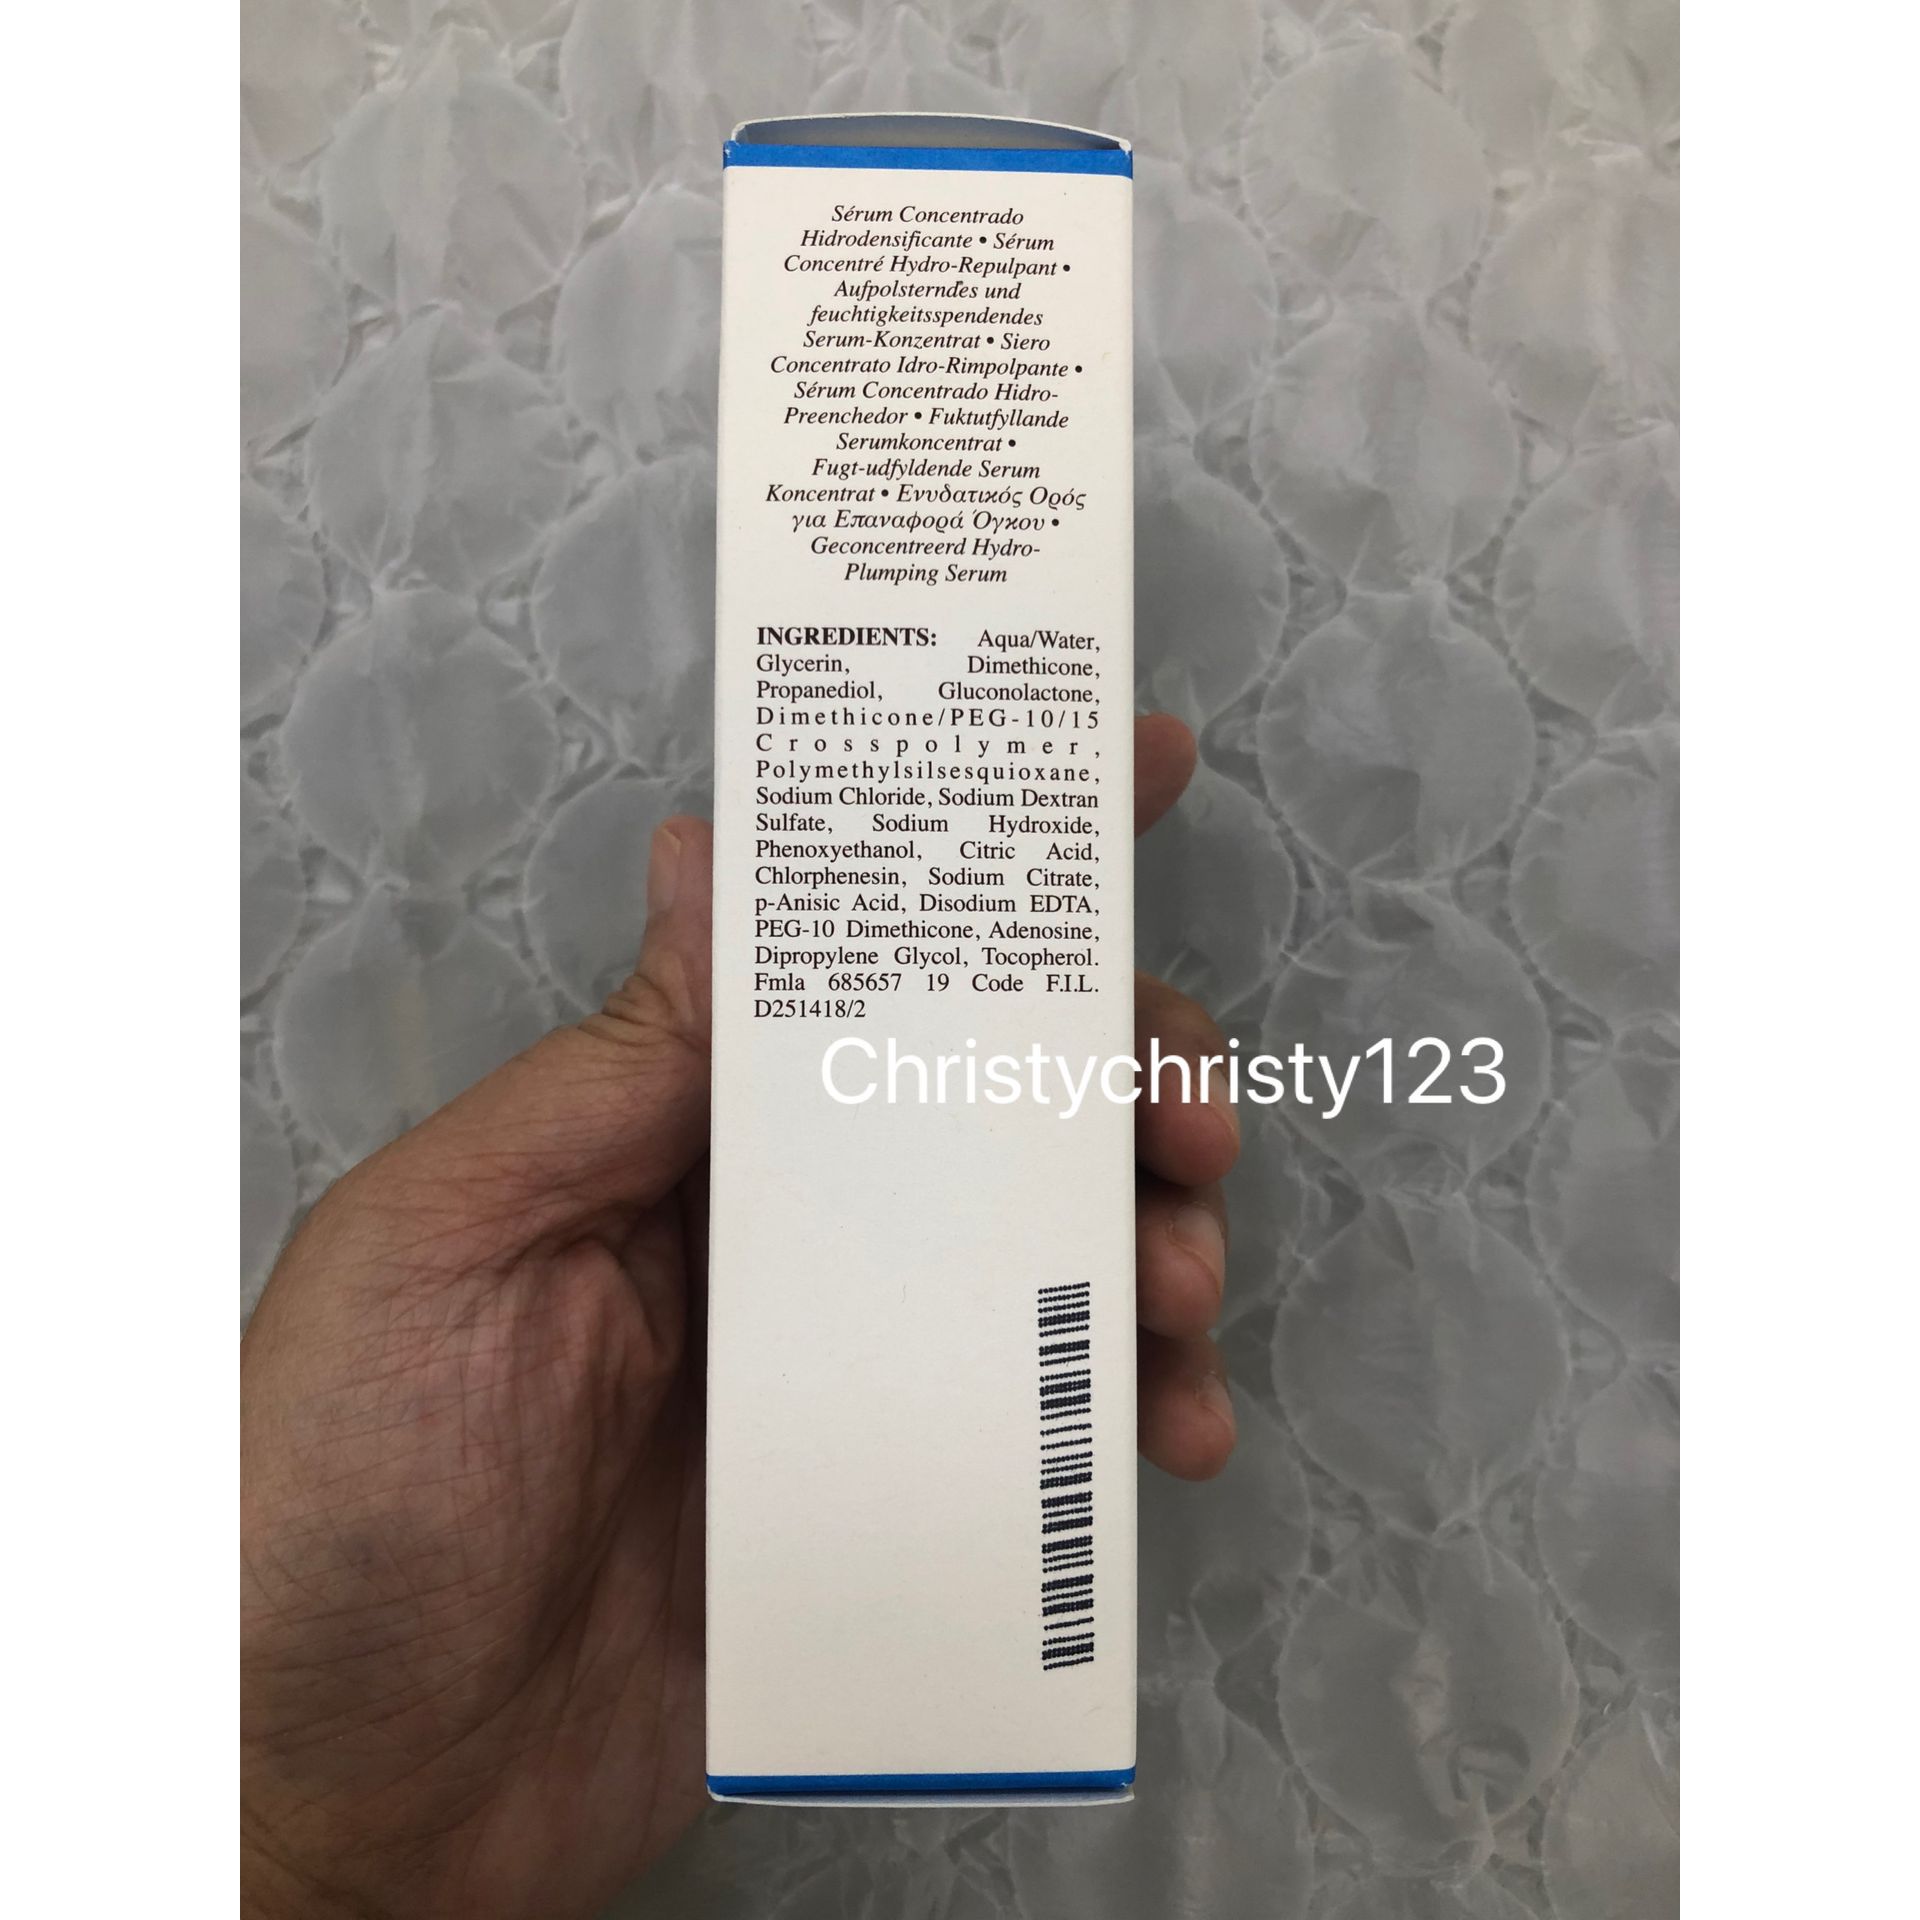 Sérum Concentrado
Hidrodensificante • Sérum
Concentré Hydro-Repulpant •
Aufpolsterndes und
feuchtigkeitsspendendes
Serum-Konzentrat • Siero
Concentrato Idro-Rimpolpante •
Sérum Concentrado Hidro-
Preenchedor • Fuktutfyllande
Serumkoncentrat •
Fugt-udfyldende Serum
Koncentrat • Ενυδατικός Ορός
για Επαναφορά Όγκου •
Geconcentreerd Hydro-
Plumping Serum
INGREDIENTS: Aqua/Water,
Glycerin, Dimethicone,
Propanediol, Gluconolactone,
Dimethicone/PEG-10/15
Crosspolymer,
Polymethylsilsesquioxane,
Sodium Chloride, Sodium Dextran
Sulfate, Sodium Hydroxide,
Phenoxyethanol, Citric Acid,
Chlorphenesin, Sodium Citrate,
p-Anisic Acid, Disodium EDTA,
PEG-10 Dimethicone, Adenosine,
Dipropylene Glycol, Tocopherol.
Fmla 685657 19 Code F.I.L.
D251418/2
Christychristy123